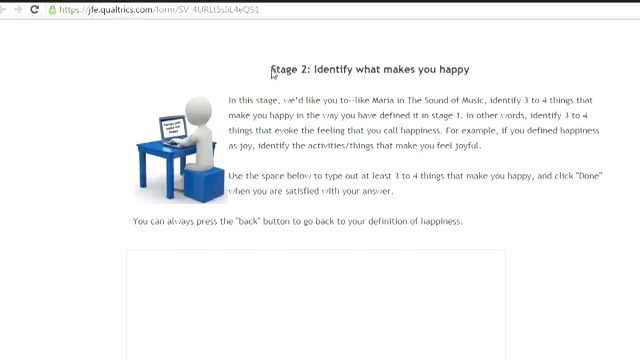 https://jfe.qualtrics.com/form/SV_4URLt5sIiL4eQS1
Stage 2: Identify what makes you happy
In this stage, we'd like you to--like Maria in The Sound of Music, identify 3 to 4 things that
make you happy in the way you have defined it in stage 1. In other words, identify 3 to 4
things that evoke the feeling that you call happiness. For example, if you defined happiness
as joy, identify the activities/things that make you feel joyful.
Use the space below to type out at least 3 to 4 things that make you happy, and click "Done"
when you are satisfied with your answer.
You can always press the "back" button to go back to your definition of happiness.